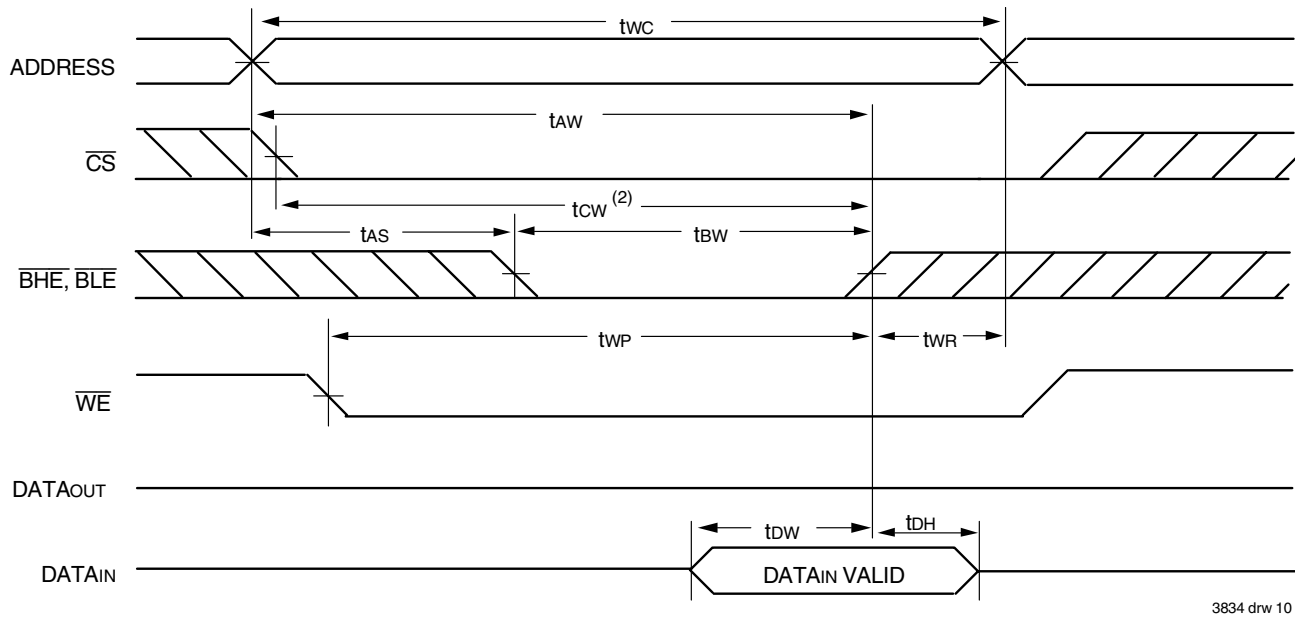 tWC
ADDRESS
tAW
CS
tCW (2)
tAS
tBW
BHE, BLE
tWP
tWR
WE
DATAOUT
tDW
tDH
DATAIN
DATAIN VALID
3834 drw 10